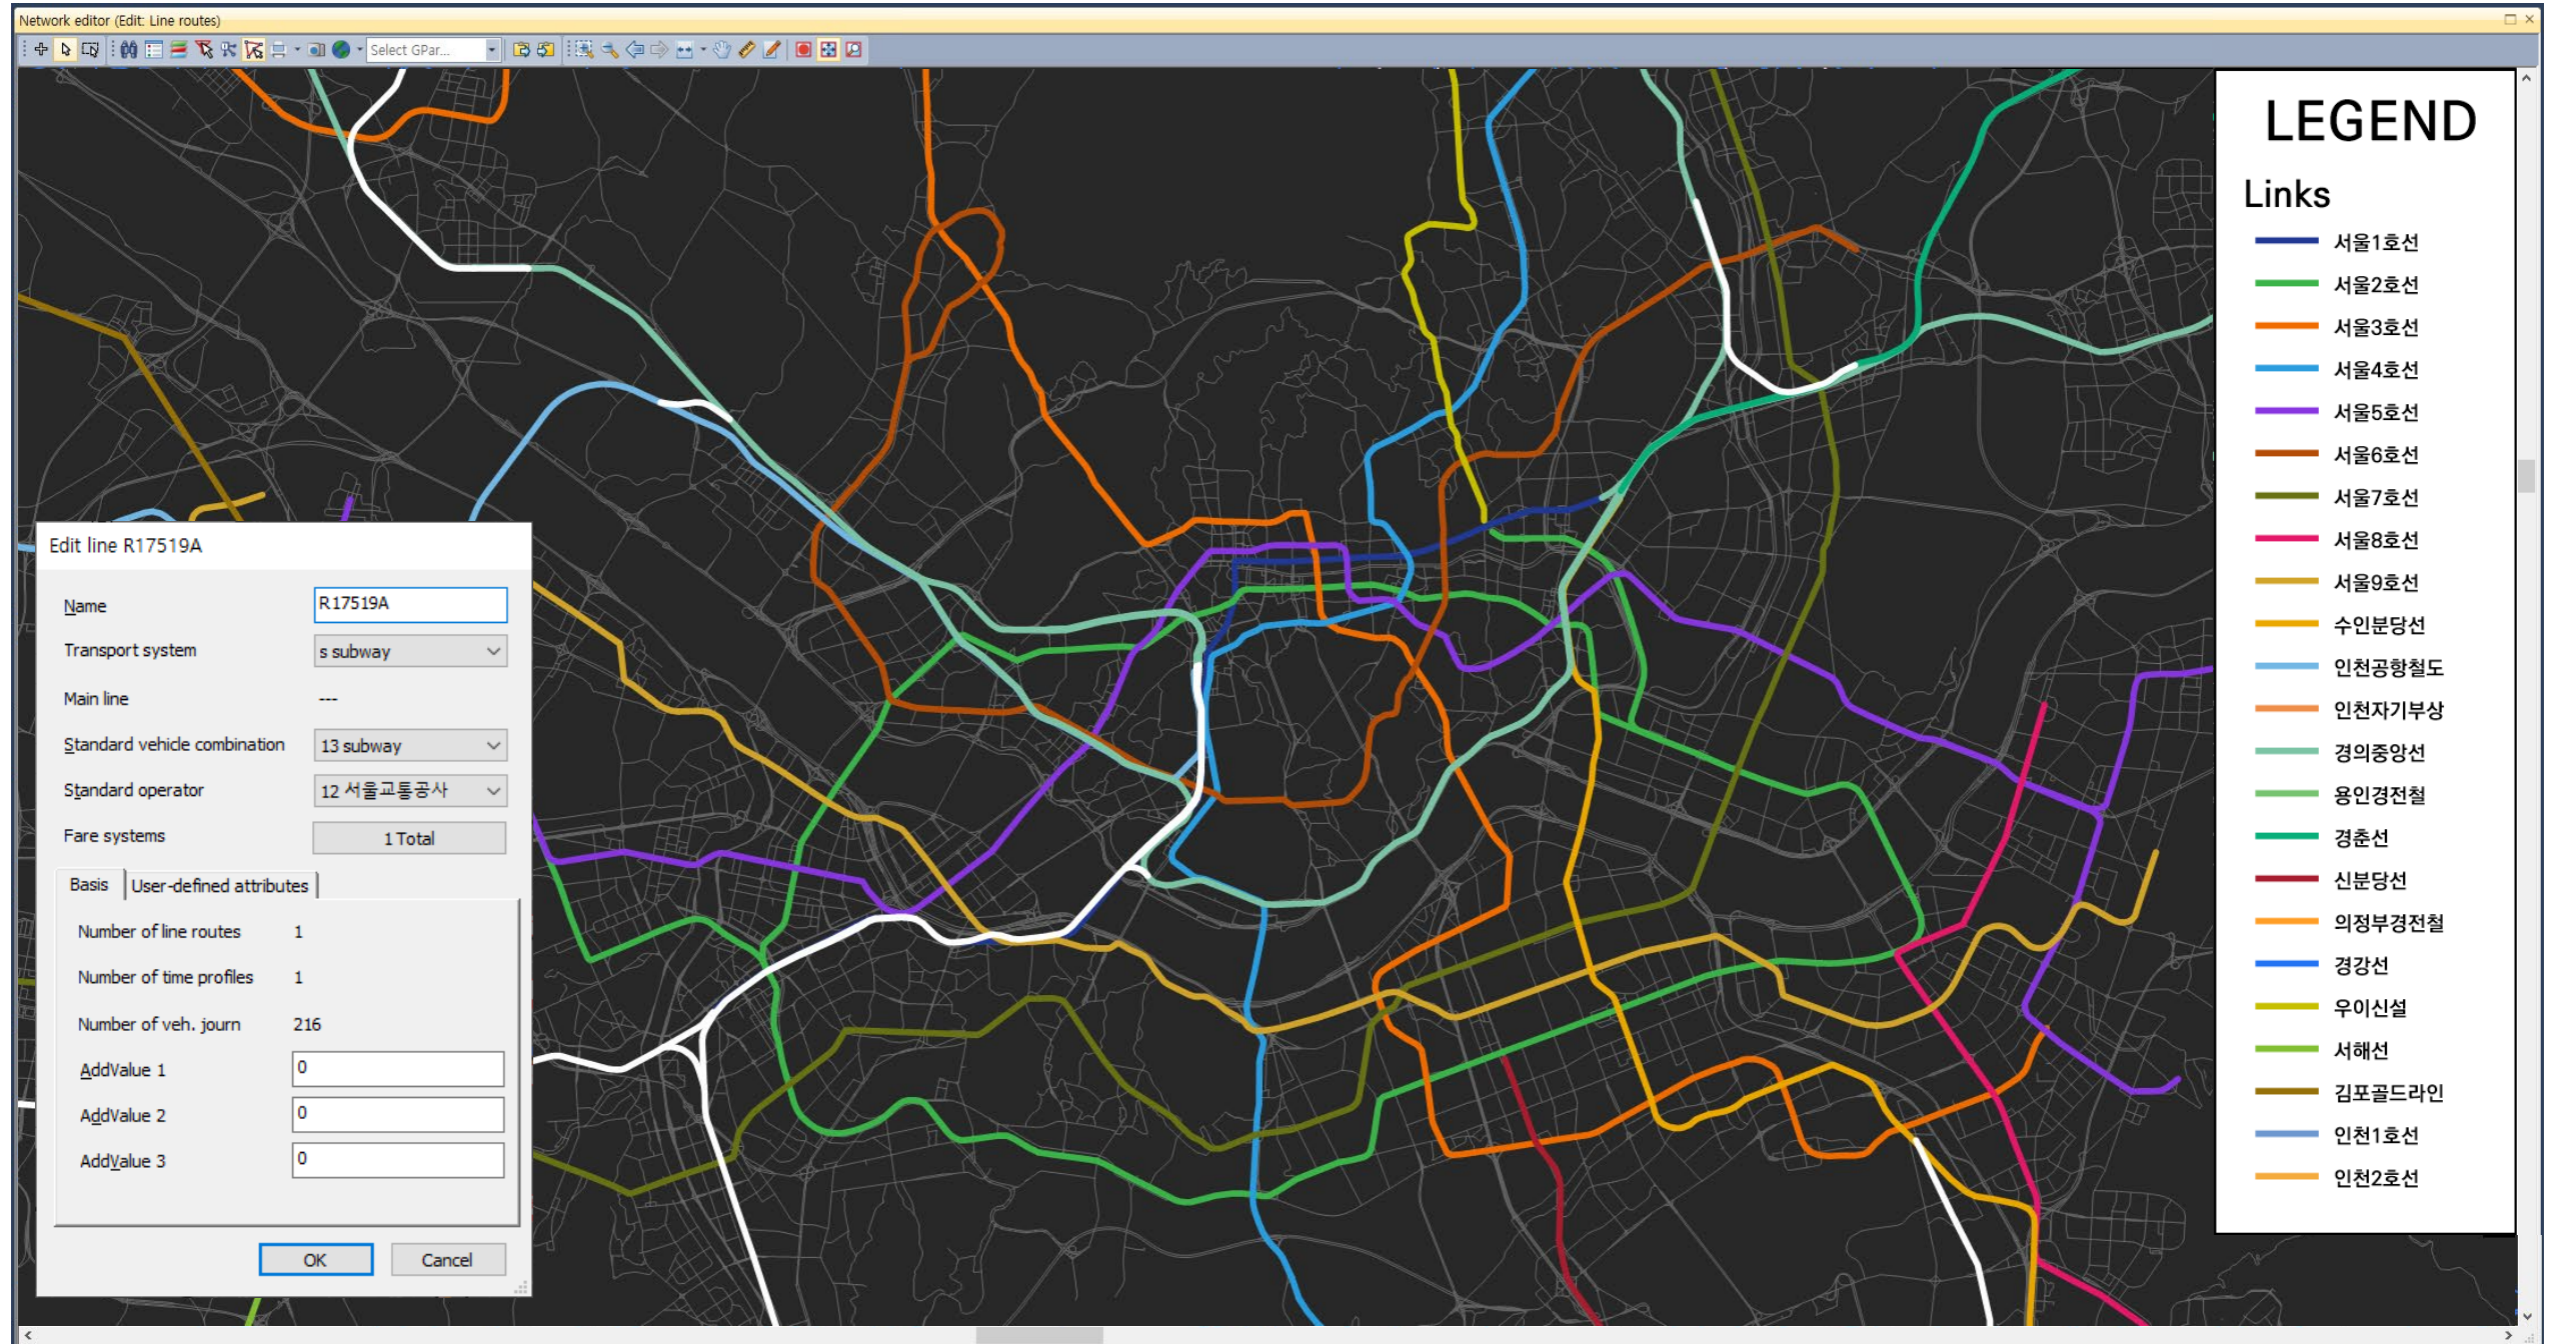 Network editor (Edit: Line routes)
Select GPar...
LEGEND
Links
서울1호선
서울2호선
서울3호선
서울4호선
서울5호선
서울6호선
서울7호선
서울8호선
서울9호선
수인분당선
인천공항철도
인천자기부상
경의중앙선
용인경전철
경춘선
신분당선
의정부경전철
경강선
우이신설
서해선
김포골드라인
인천1호선
인천2호선
Edit line R17519A
Name R17519A
Transport system s subway
Main line ---
Standard vehicle combination 13 subway
Standard operator 12 서울교통공사
Fare systems 1 Total
Basis User-defined attributes
Number of line routes 1
Number of time profiles 1
Number of veh. journ 216
AddValue 1 0
AddValue 2 0
AddValue 3 0
OK Cancel